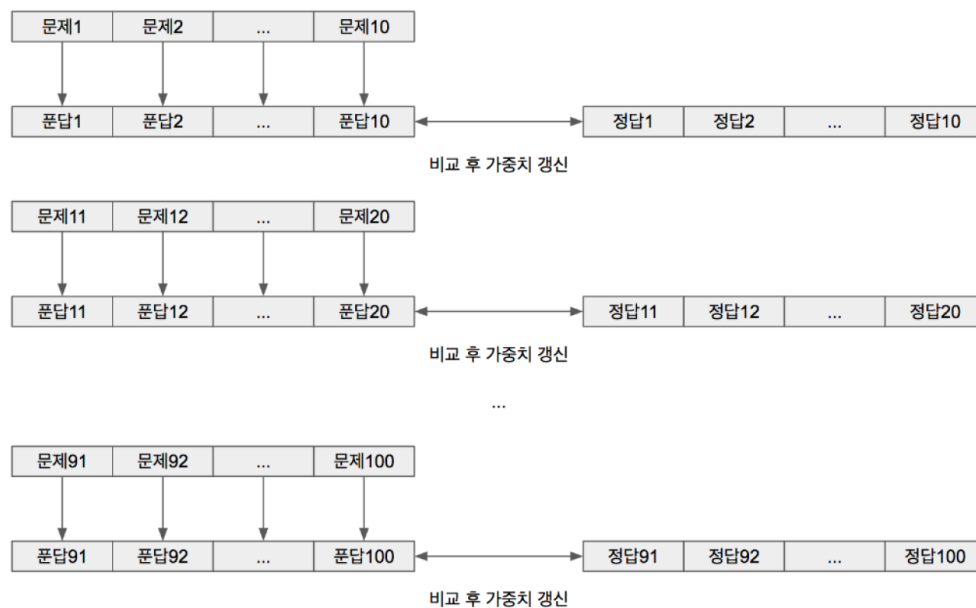 문제1 문제2 ... 문제10
푼답1 푼답2 ... 푼답10 정답1 정답2 ... 정답10
비교 후 가중치 갱신
문제11 문제12 ... 문제20
푼답11 푼답12 ... 푼답20 정답11 정답12 ... 정답20
비교 후 가중치 갱신
...
문제91 문제92 ... 문제100
푼답91 푼답92 ... 푼답100 정답91 정답92 ... 정답100
비교 후 가중치 갱신